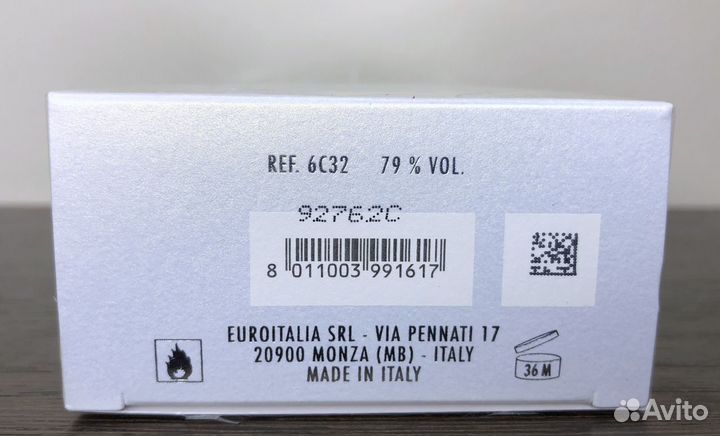 REF. 6C32 79 % VOL.
92762C
8 011003 991617
EUROITALIA SRL - VIA PENNATI 17
20900 MONZA (MB) - ITALY
MADE IN ITALY
36 M
Avito